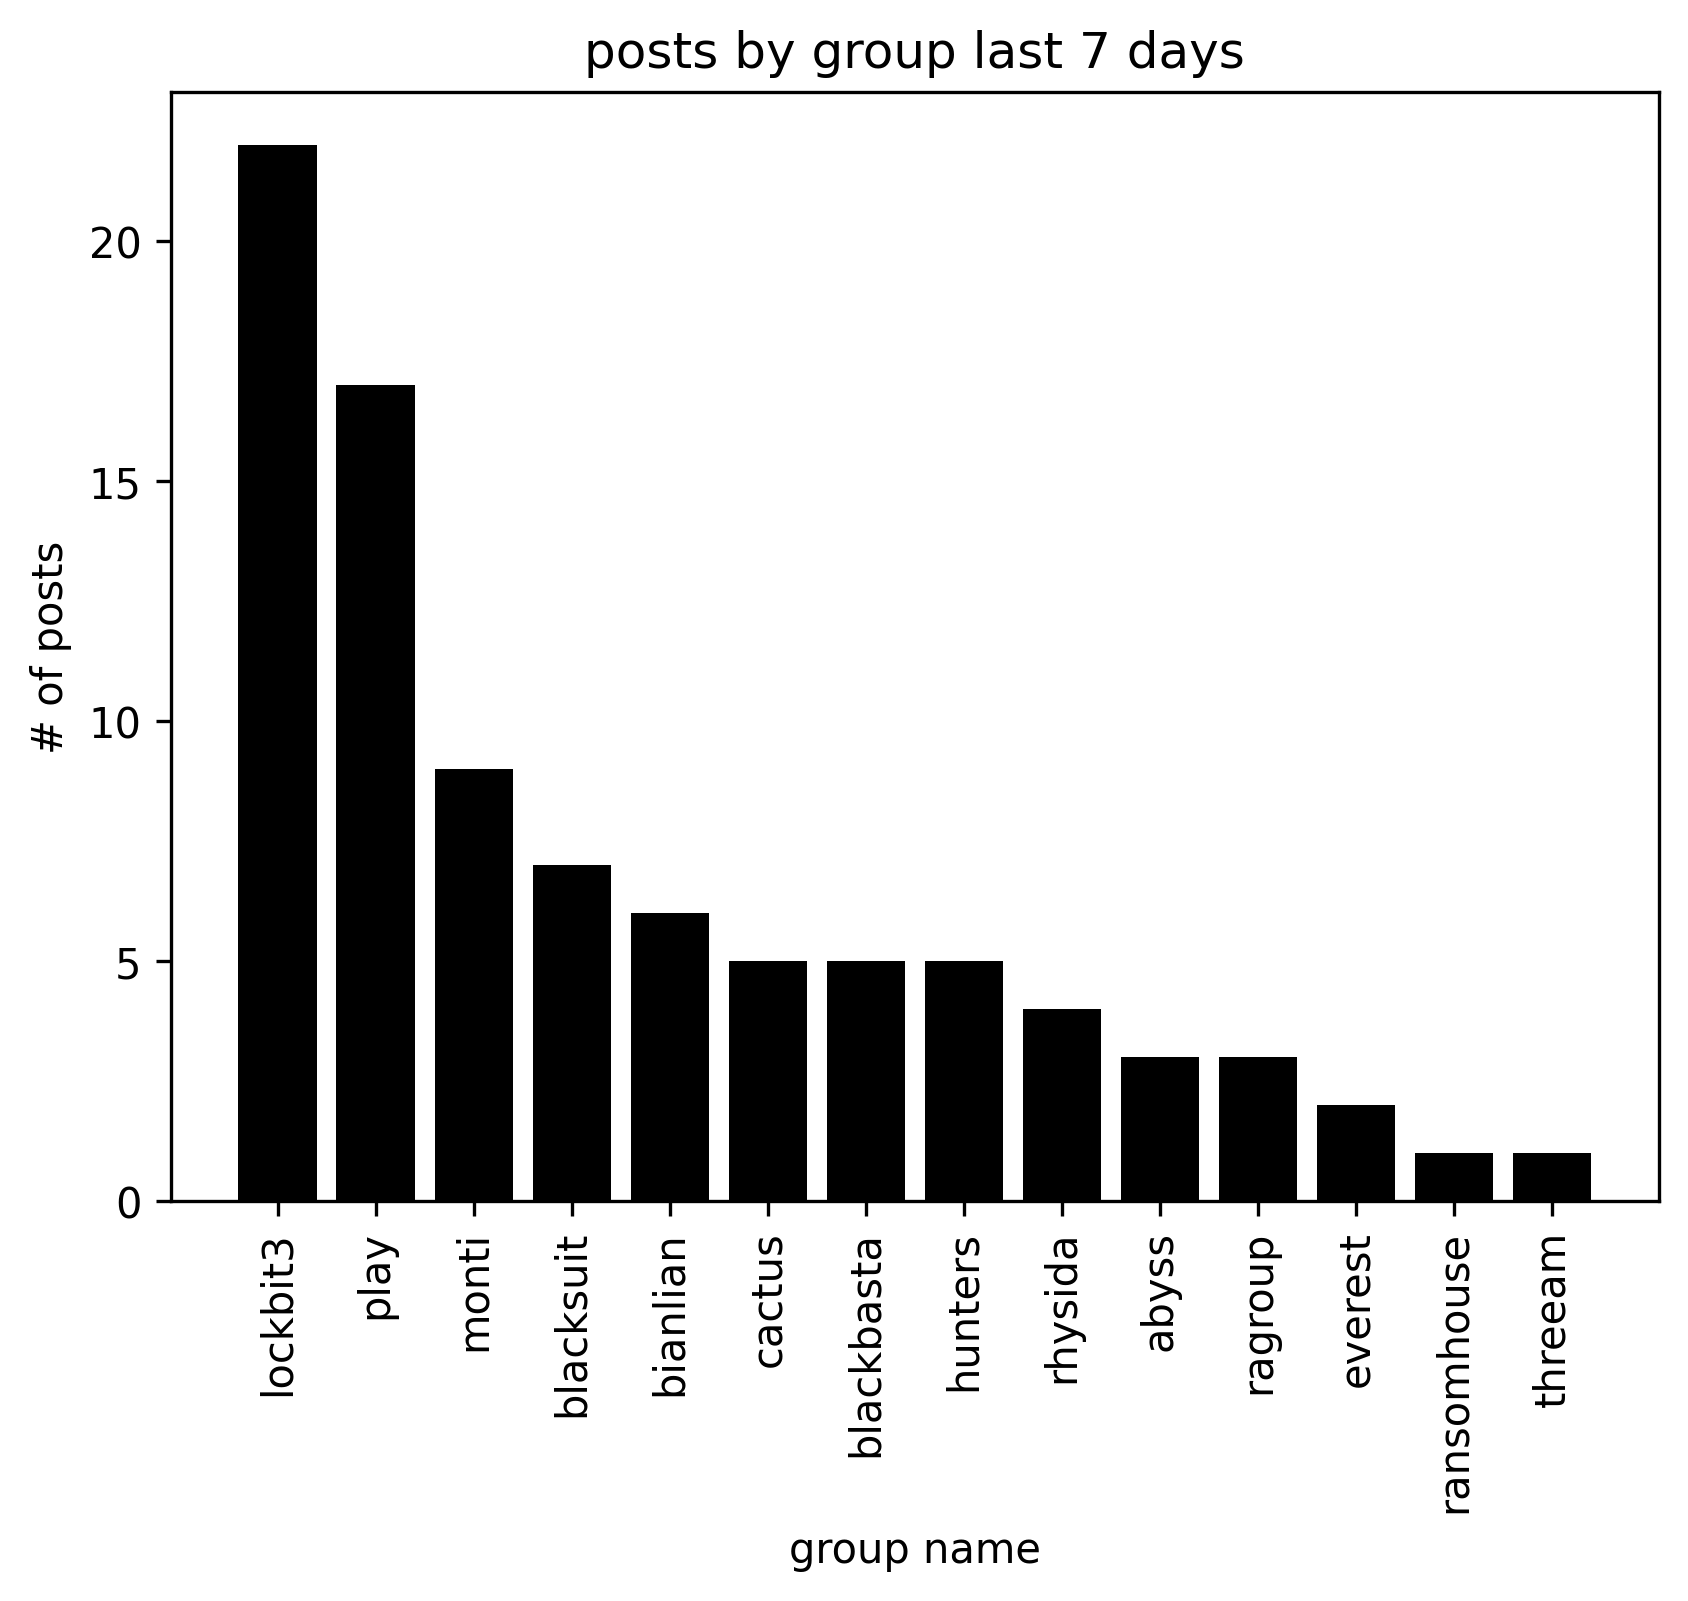 posts by group last 7 days
# of posts
20
15
10
5
0
lockbit3
play
monti
blacksuit
bianlian
cactus
blackbasta
hunters
rhysida
abyss
ragroup
everest
ransomhouse
threeam
group name